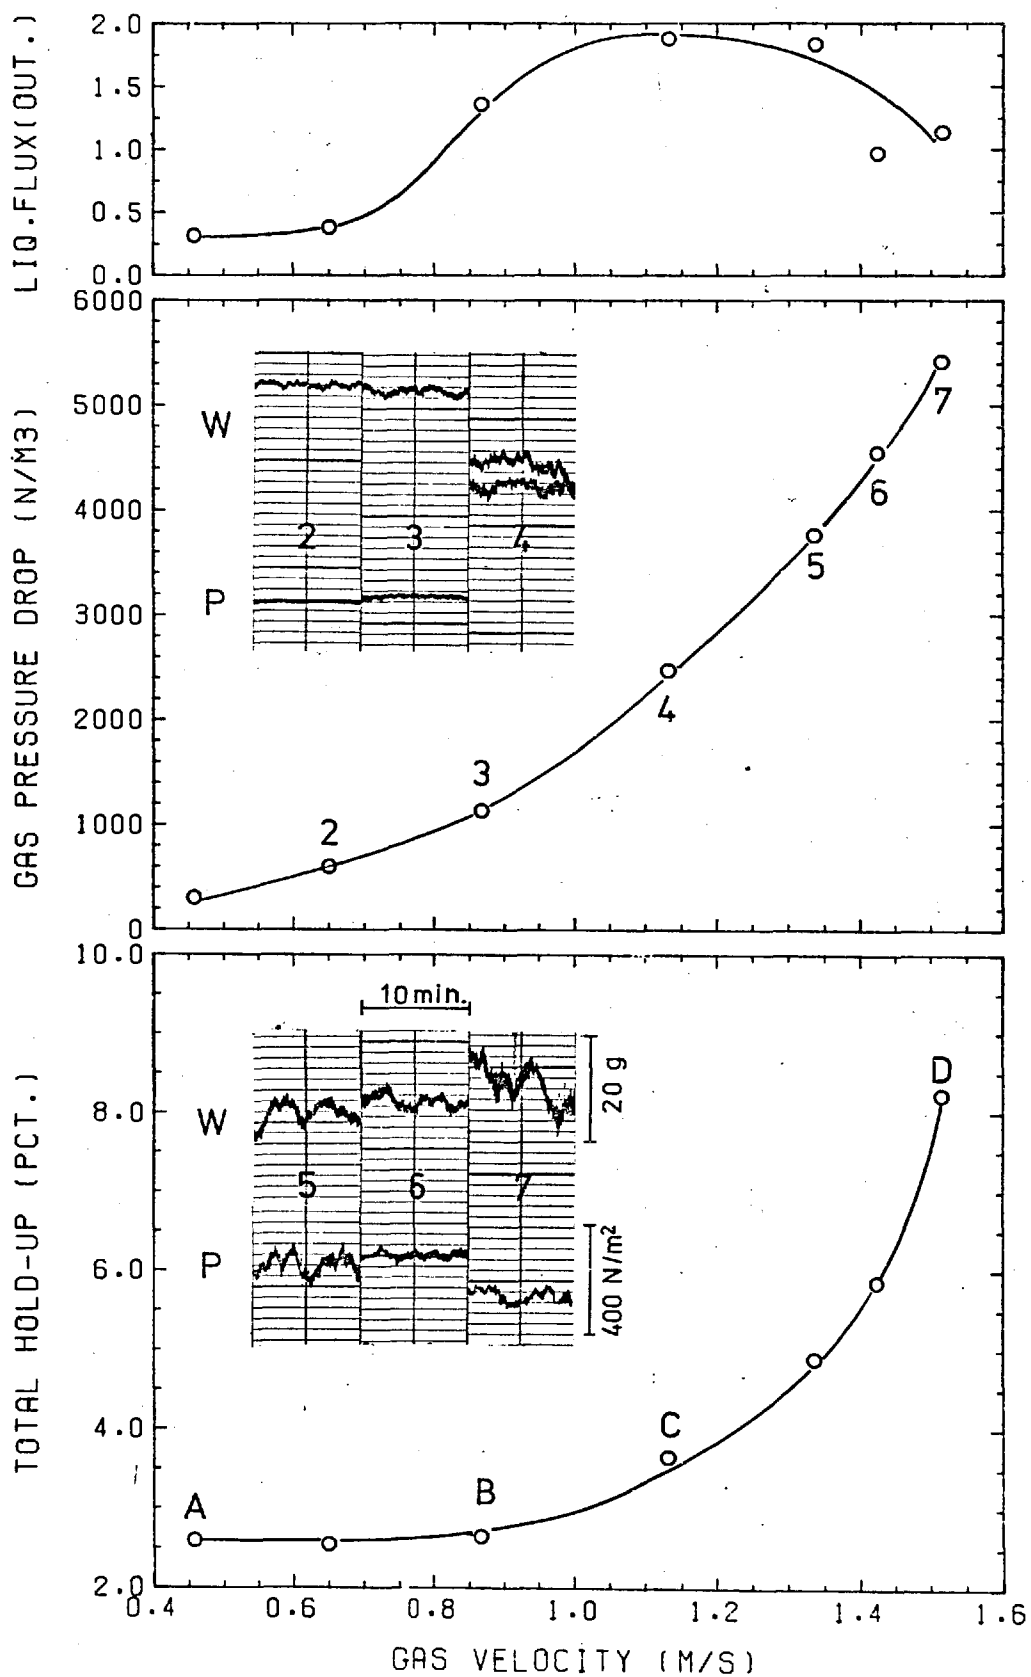 LIQ.FLUX(OUT.)
2.0
1.5
1.0
0.5
0.0
GAS PRESSURE DROP (N/M3)
6000
5000
4000
3000
2000
1000
0
W
P
2
3
4
2
3
4
5
6
7
TOTAL HOLD-UP (PCT.)
10.0
8.0
6.0
4.0
2.0
10 min.
20 g
400 N/m²
W
P
5
6
7
A
B
C
D
0.4 0.6 0.8 1.0 1.2 1.4 1.6
GAS VELOCITY (M/S)